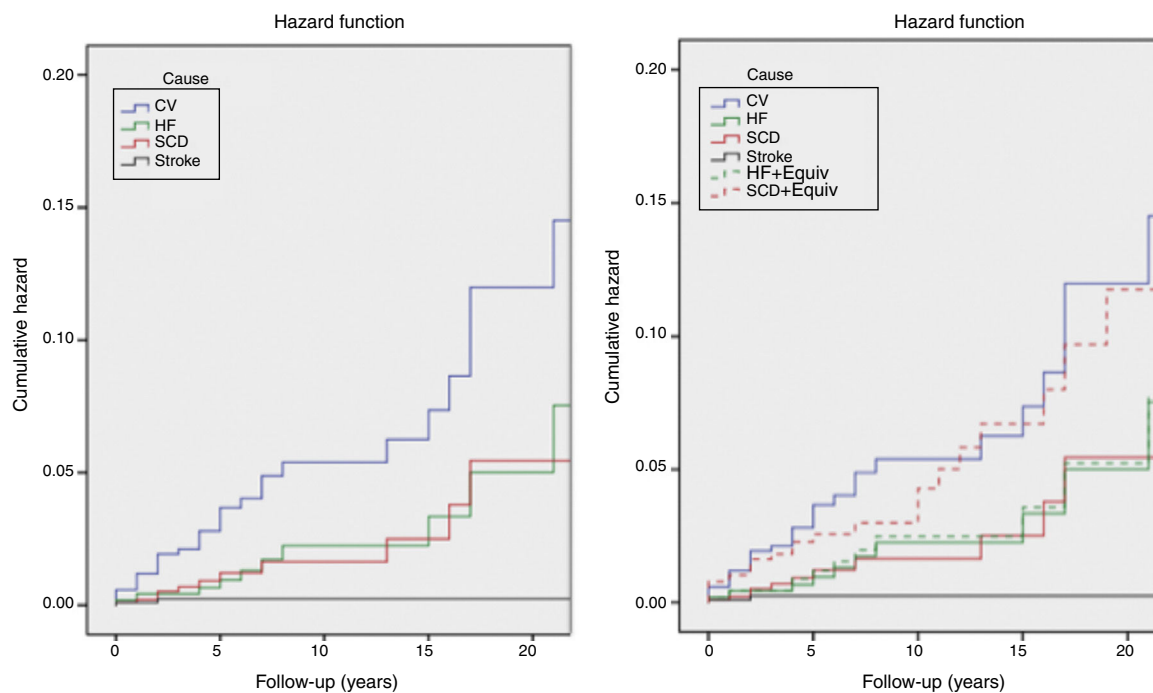 Hazard function
0.20
0.15
0.10
0.05
0.00
Cumulative hazard
Cause
CV
HF
SCD
Stroke
0 5 10 15 20
Follow-up (years)
Hazard function
0.20
0.15
0.10
0.05
0.00
Cumulative hazard
Cause
CV
HF
SCD
Stroke
HF+Equiv
SCD+Equiv
0 5 10 15 20
Follow-up (years)